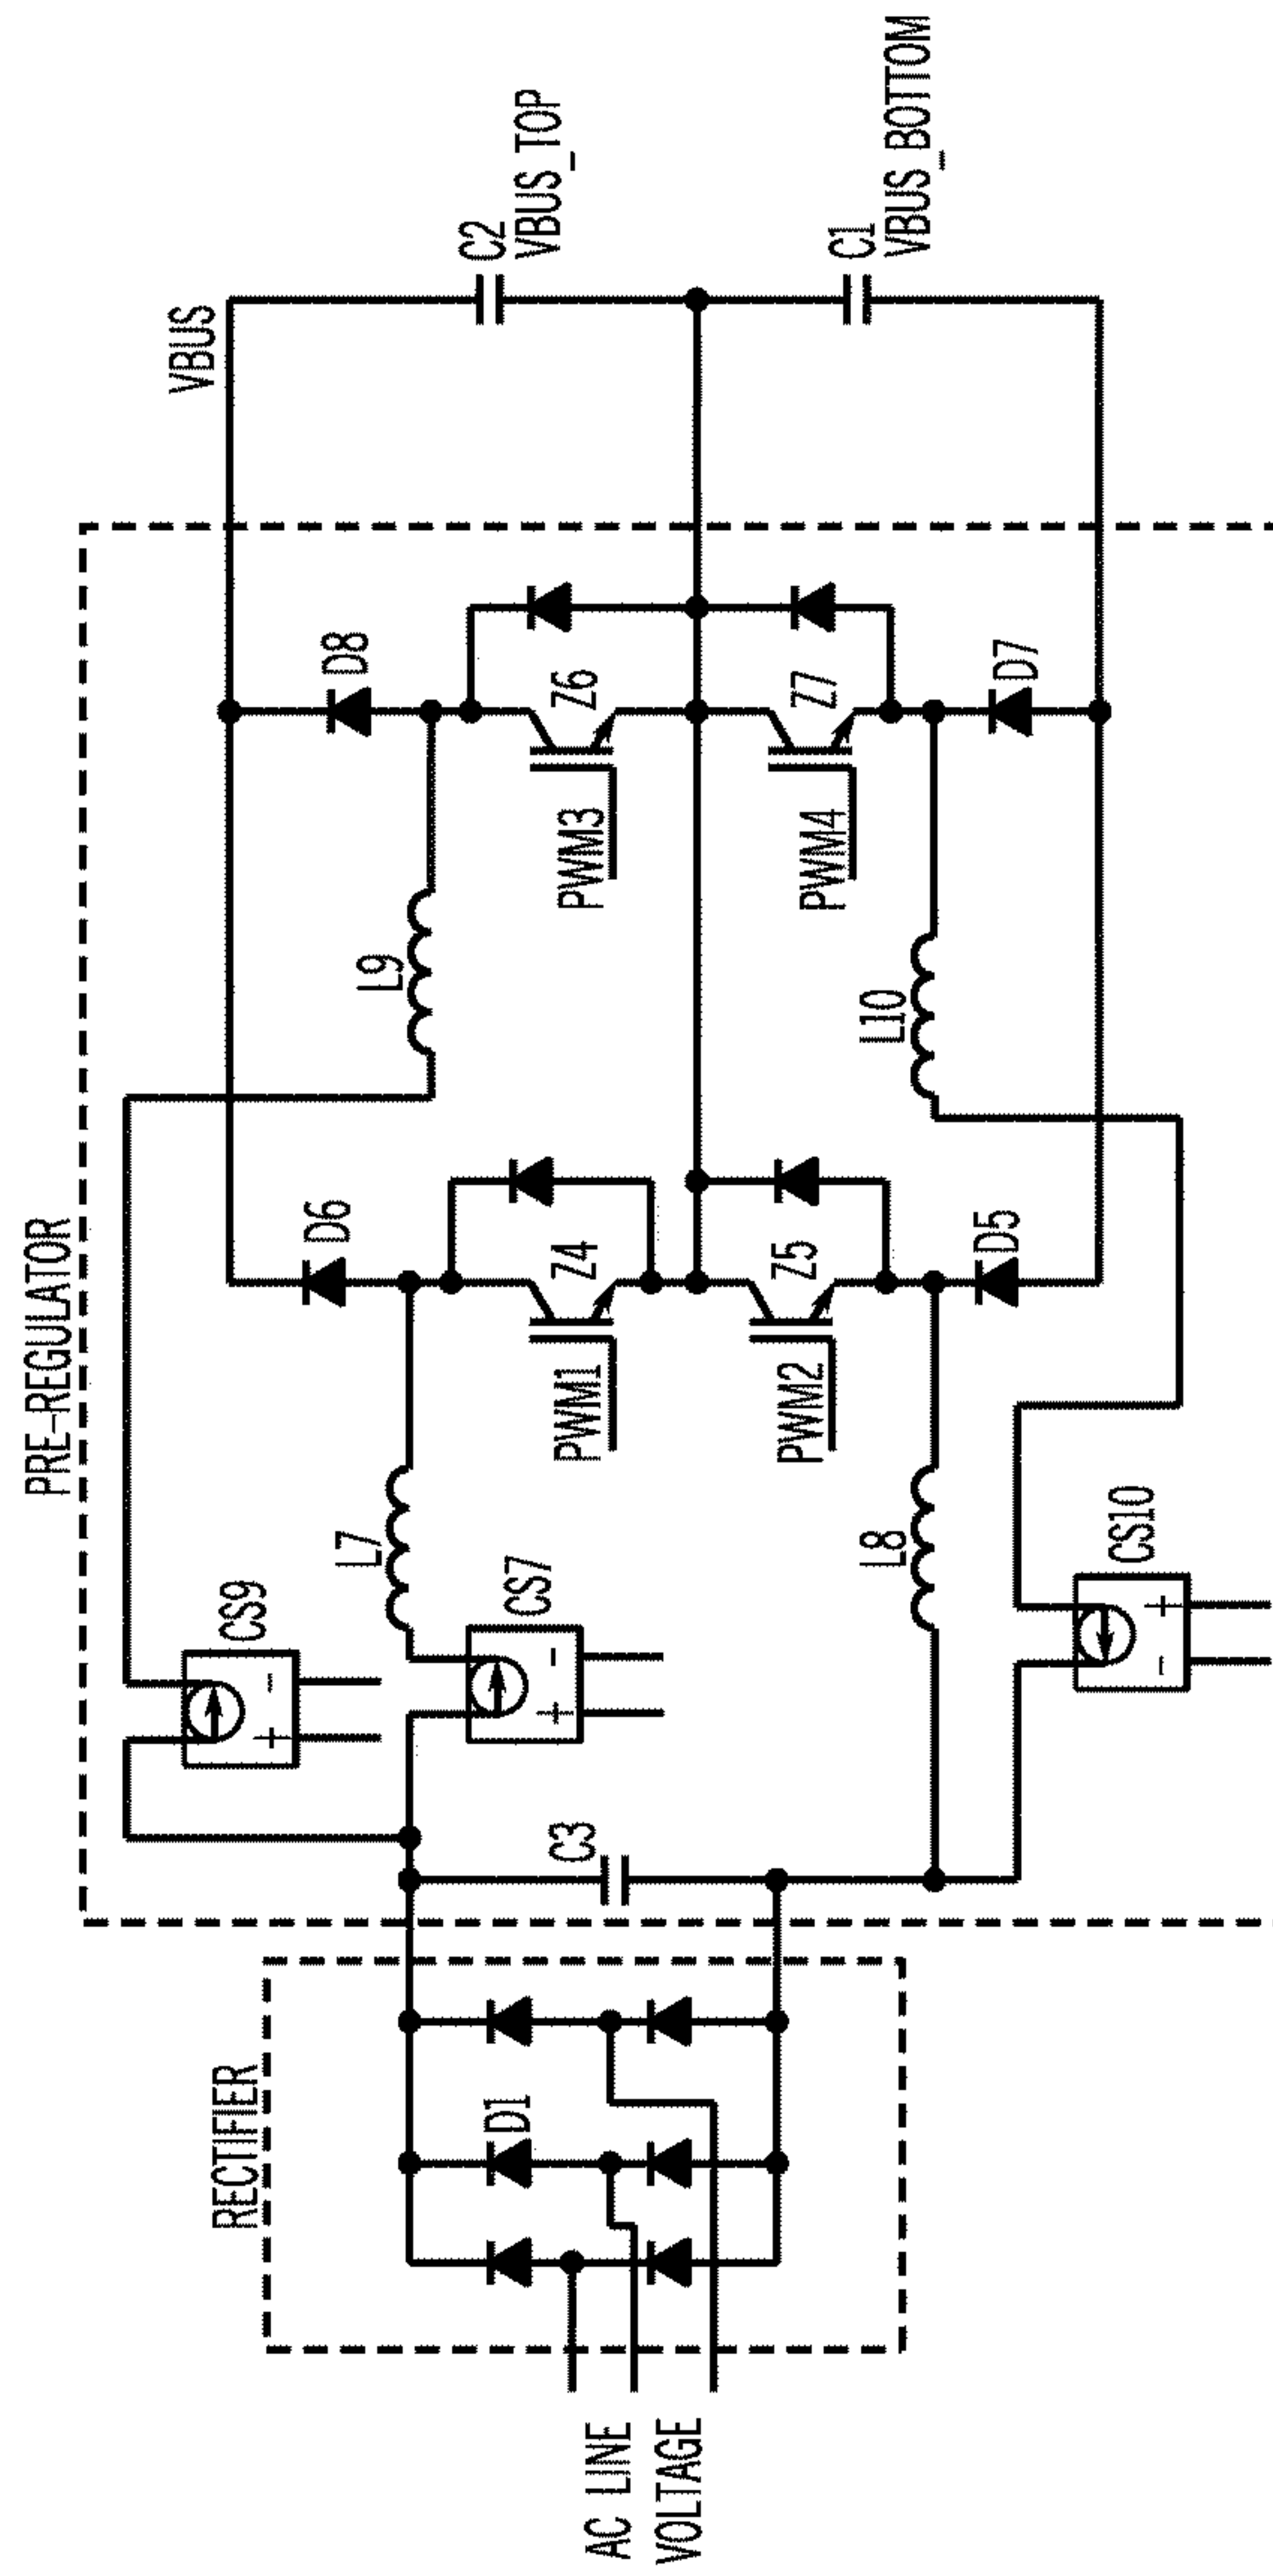 PRE-REGULATOR
RECTIFIER
AC LINE
VOLTAGE
D1
C3
CS9
CS7
CS10
L7
L8
L9
L10
D6
D5
D8
D7
Z4
Z5
Z6
Z7
PWM1
PWM2
PWM3
PWM4
+ -
+ -
- +
VBUS
C2
VBUS_TOP
C1
VBUS_BOTTOM